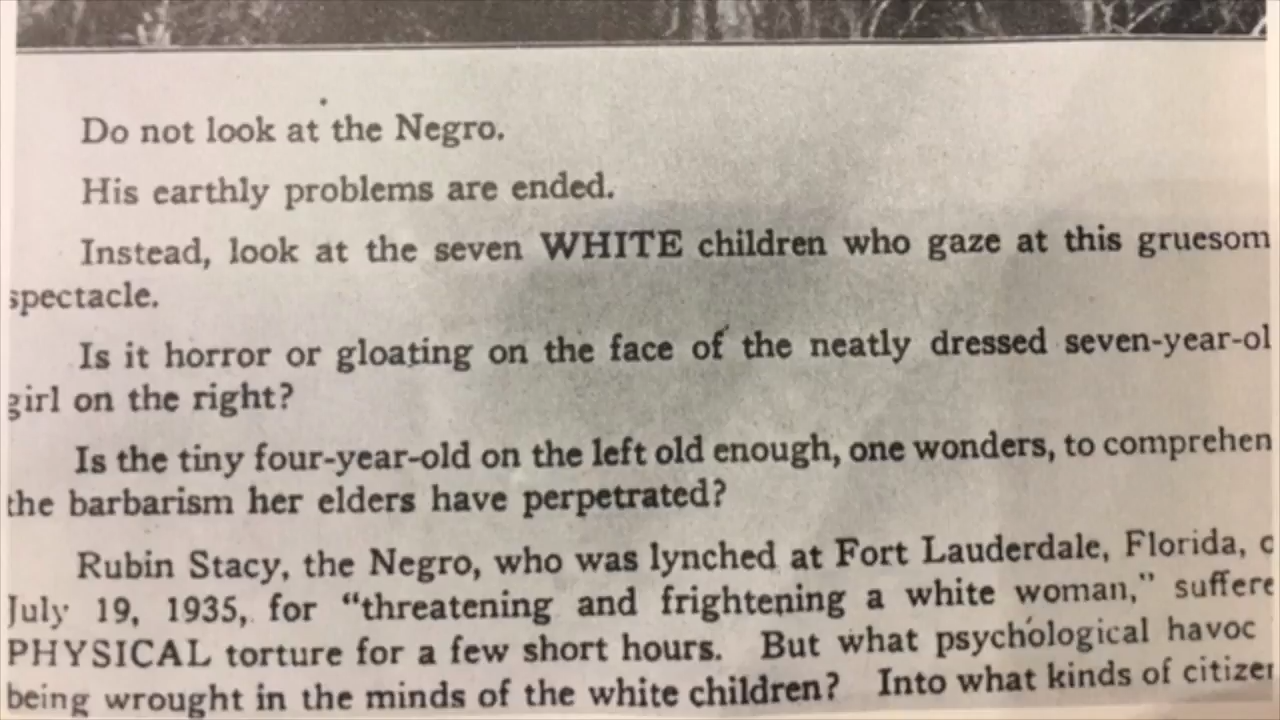 Do not look at the Negro.
His earthly problems are ended.
Instead, look at the seven WHITE children who gaze at this gruesom
spectacle.
Is it horror or gloating on the face of the neatly dressed seven-year-ol
girl on the right?
Is the tiny four-year-old on the left old enough, one wonders, to comprehen
the barbarism her elders have perpetrated?
Rubin Stacy, the Negro, who was lynched at Fort Lauderdale, Florida, o
July 19, 1935, for “threatening and frightening a white woman,” suffere
PHYSICAL torture for a few short hours. But what psychological havoc
being wrought in the minds of the white children? Into what kinds of citizen